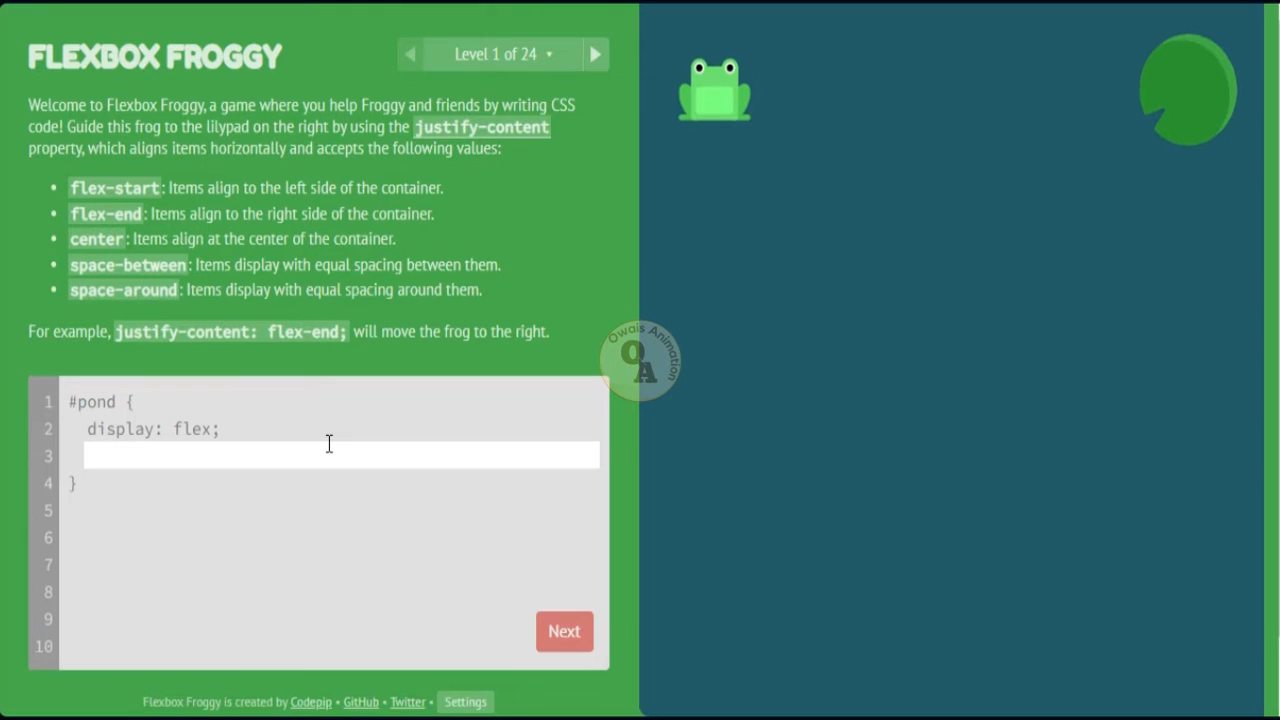 FLEXBOX FROGGY
Level 1 of 24
Welcome to Flexbox Froggy, a game where you help Froggy and friends by writing CSS
code! Guide this frog to the lilypad on the right by using the justify-content
property, which aligns items horizontally and accepts the following values:
• flex-start: Items align to the left side of the container.
• flex-end: Items align to the right side of the container.
• center: Items align at the center of the container.
• space-between: Items display with equal spacing between them.
• space-around: Items display with equal spacing around them.
For example, justify-content: flex-end; will move the frog to the right.
Owais Animation
OA
1 #pond {
2 display: flex;
3
4 }
5
6
7
8
9
10
Next
Flexbox Froggy is created by Codepip • GitHub • Twitter • Settings